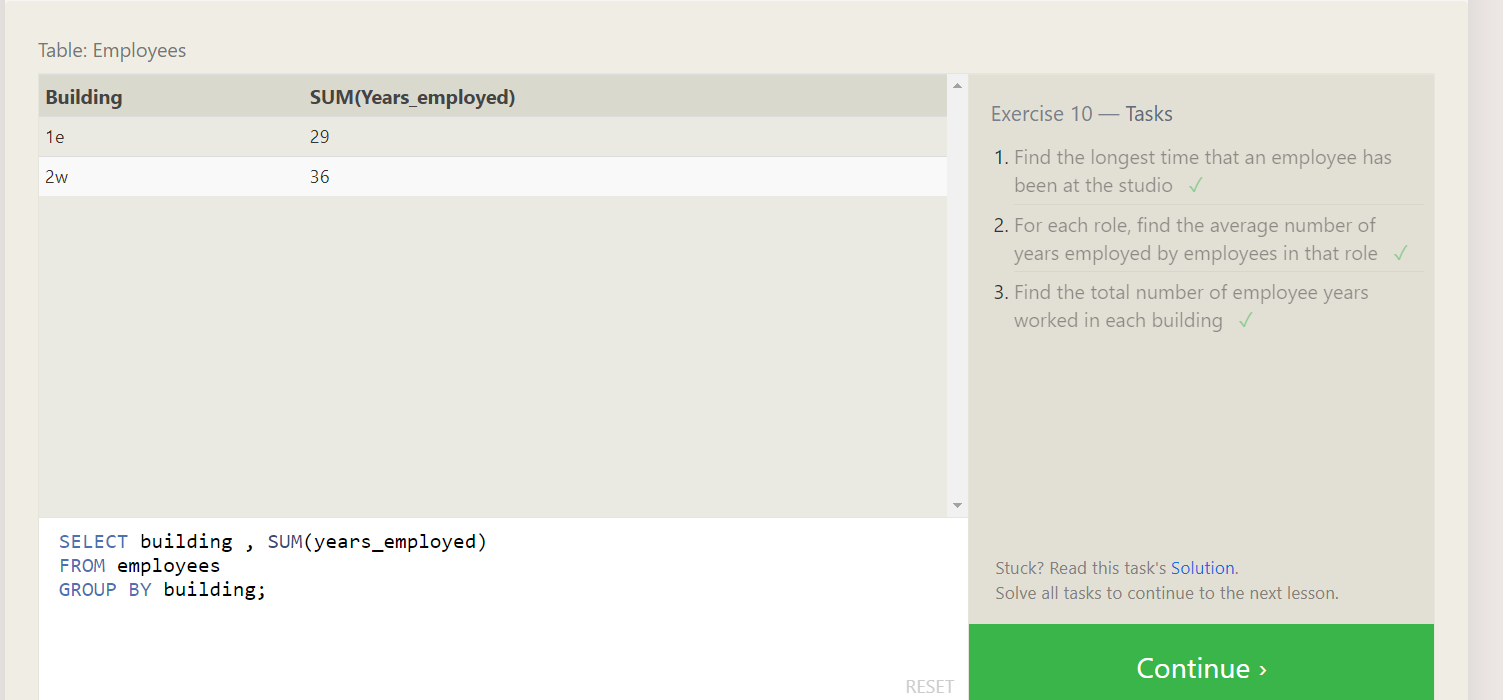 Table: Employees
Building SUM(Years_employed)
1e 29
2w 36
SELECT building , SUM(years_employed)
FROM employees
GROUP BY building;
RESET
Exercise 10 — Tasks
1. Find the longest time that an employee has
been at the studio ✓
2. For each role, find the average number of
years employed by employees in that role ✓
3. Find the total number of employee years
worked in each building ✓
Stuck? Read this task's Solution.
Solve all tasks to continue to the next lesson.
Continue ›